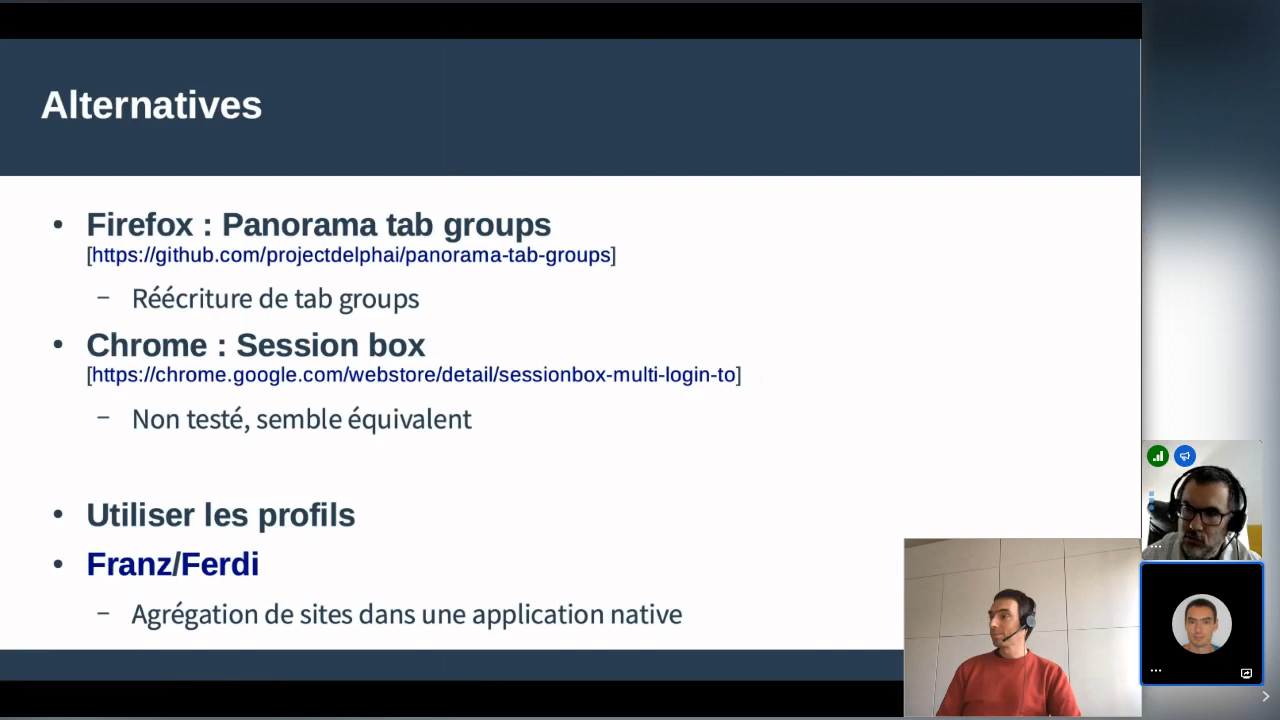 Alternatives
• Firefox : Panorama tab groups
[https://github.com/projectdelphai/panorama-tab-groups]
– Réécriture de tab groups
• Chrome : Session box
[https://chrome.google.com/webstore/detail/sessionbox-multi-login-to]
– Non testé, semble équivalent
• Utiliser les profils
• Franz/Ferdi
– Agrégation de sites dans une application native